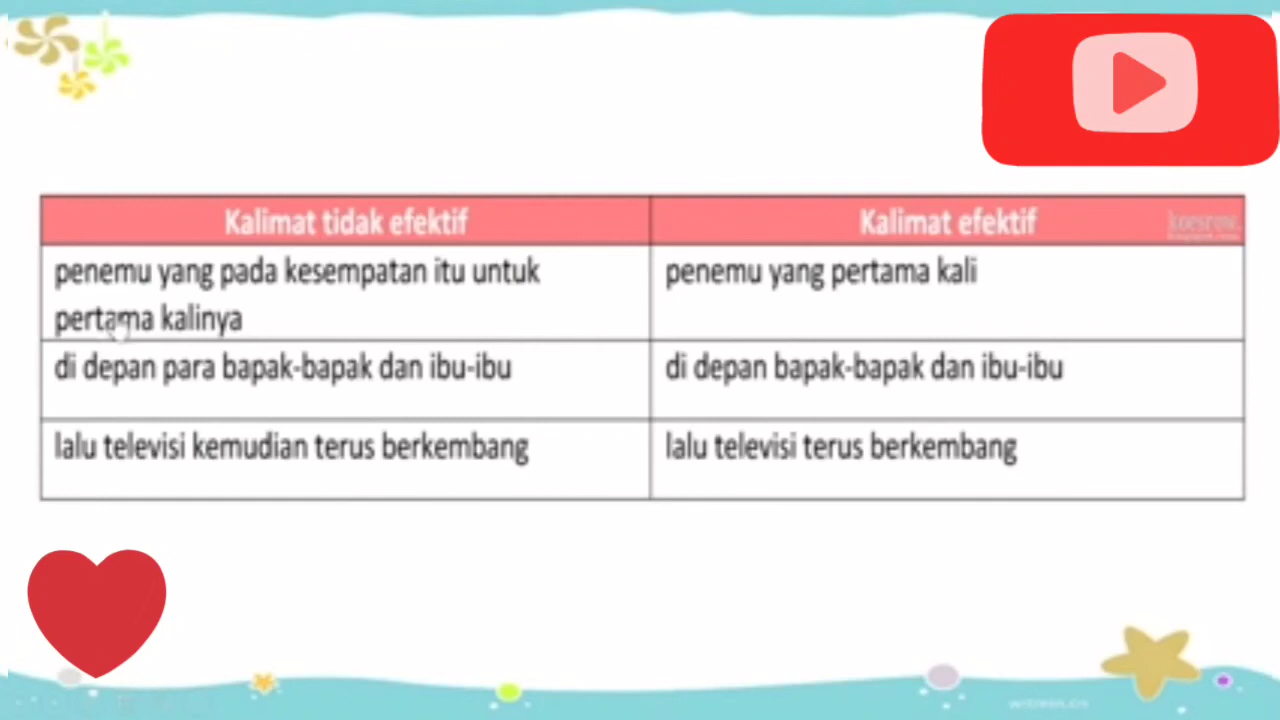 Kalimat tidak efektif
Kalimat efektif
penemu yang pada kesempatan itu untuk
pertama kalinya
penemu yang pertama kali
di depan para bapak-bapak dan ibu-ibu
di depan bapak-bapak dan ibu-ibu
lalu televisi kemudian terus berkembang
lalu televisi terus berkembang